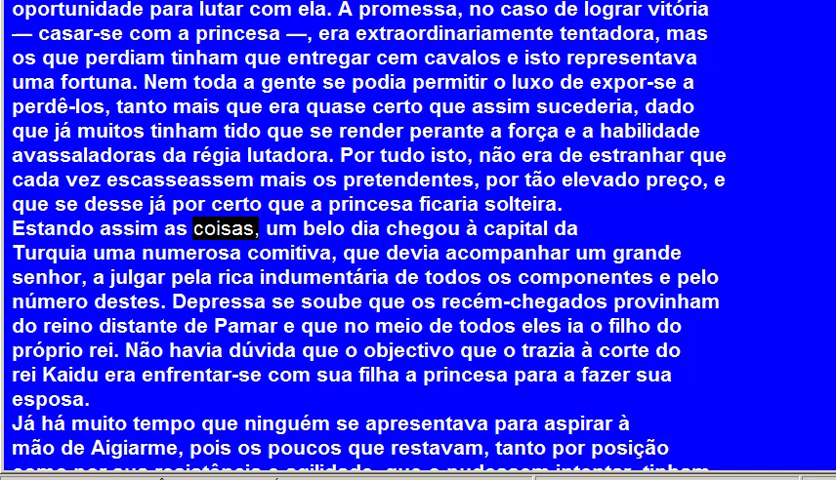 oportunidade para lutar com ela. A promessa, no caso de lograr vitória
— casar-se com a princesa —, era extraordinariamente tentadora, mas
os que perdiam tinham que entregar cem cavalos e isto representava
uma fortuna. Nem toda a gente se podia permitir o luxo de expor-se a
perdê-los, tanto mais que era quase certo que assim sucederia, dado
que já muitos tinham tido que se render perante a força e a habilidade
avassaladoras da régia lutadora. Por tudo isto, não era de estranhar que
cada vez escasseassem mais os pretendentes, por tão elevado preço, e
que se desse já por certo que a princesa ficaria solteira.
Estando assim as coisas, um belo dia chegou à capital da
Turquia uma numerosa comitiva, que devia acompanhar um grande
senhor, a julgar pela rica indumentária de todos os componentes e pelo
número destes. Depressa se soube que os recém-chegados provinham
do reino distante de Pamar e que no meio de todos eles ia o filho do
próprio rei. Não havia dúvida que o objectivo que o trazia à corte do
rei Kaidu era enfrentar-se com sua filha a princesa para a fazer sua
esposa.
Já há muito tempo que ninguém se apresentava para aspirar à
mão de Aigiarme, pois os poucos que restavam, tanto por posição
como por sua resistência e agilidade, que o pudessem intentar, tinham